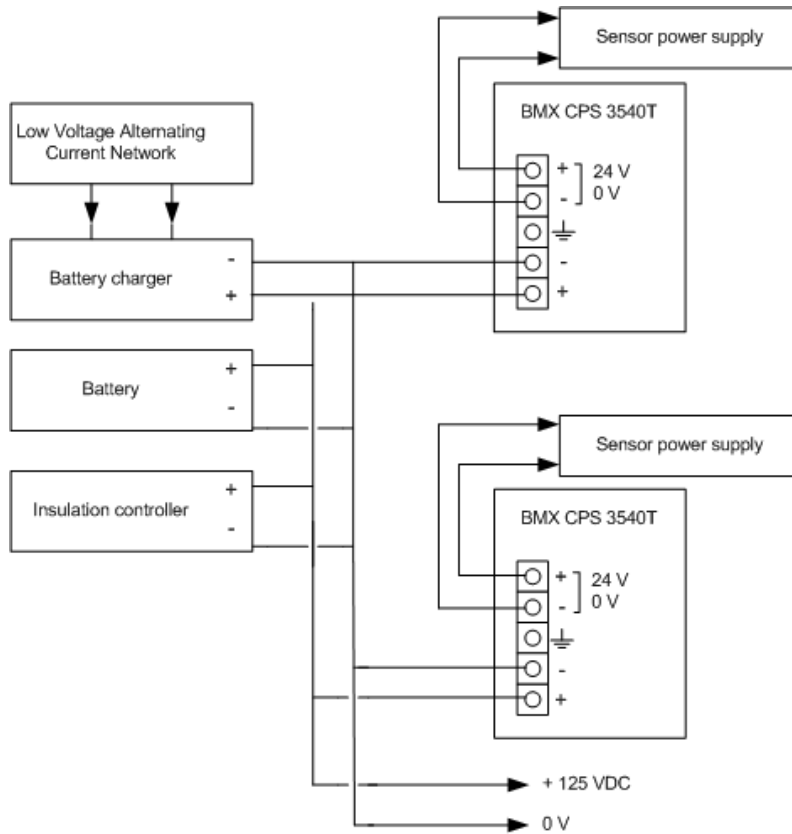 Sensor power supply
BMX CPS 3540T
Low Voltage Alternating
Current Network
+
24 V
-
0 V
Battery charger
-
-
+
+
Battery
+
-
Sensor power supply
Insulation controller
+
-
BMX CPS 3540T
+
24 V
-
0 V
-
+
+ 125 VDC
0 V